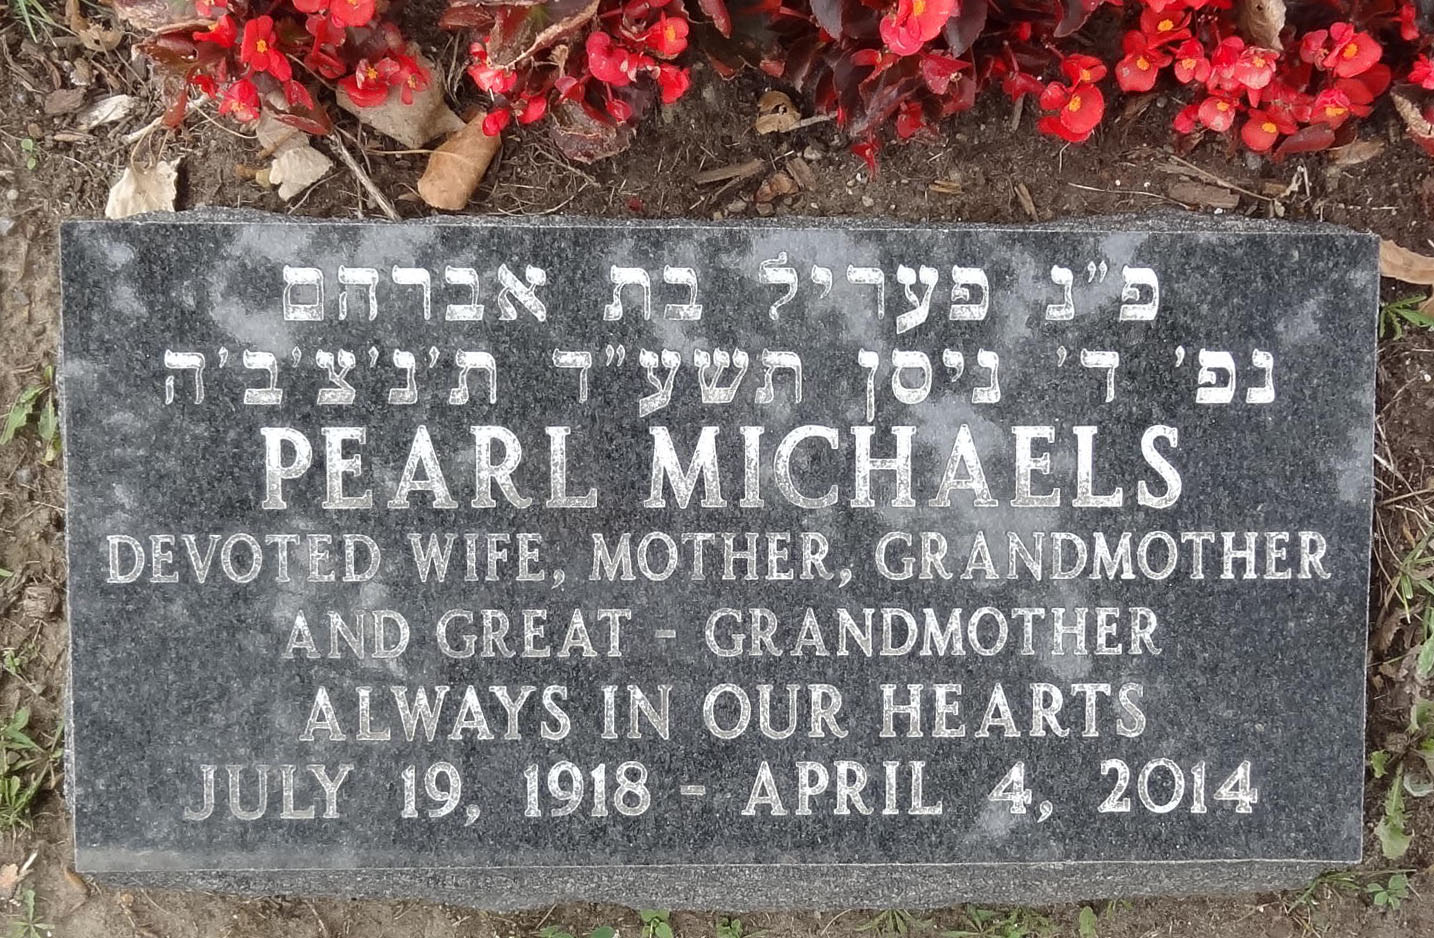 פ"נ פעריל בת אברהם
נפ' ד' ניסן תשע"ד ת'נ'צ'ב'ה
PEARL MICHAELS
DEVOTED WIFE, MOTHER, GRANDMOTHER
AND GREAT - GRANDMOTHER
ALWAYS IN OUR HEARTS
JULY 19, 1918 - APRIL 4, 2014